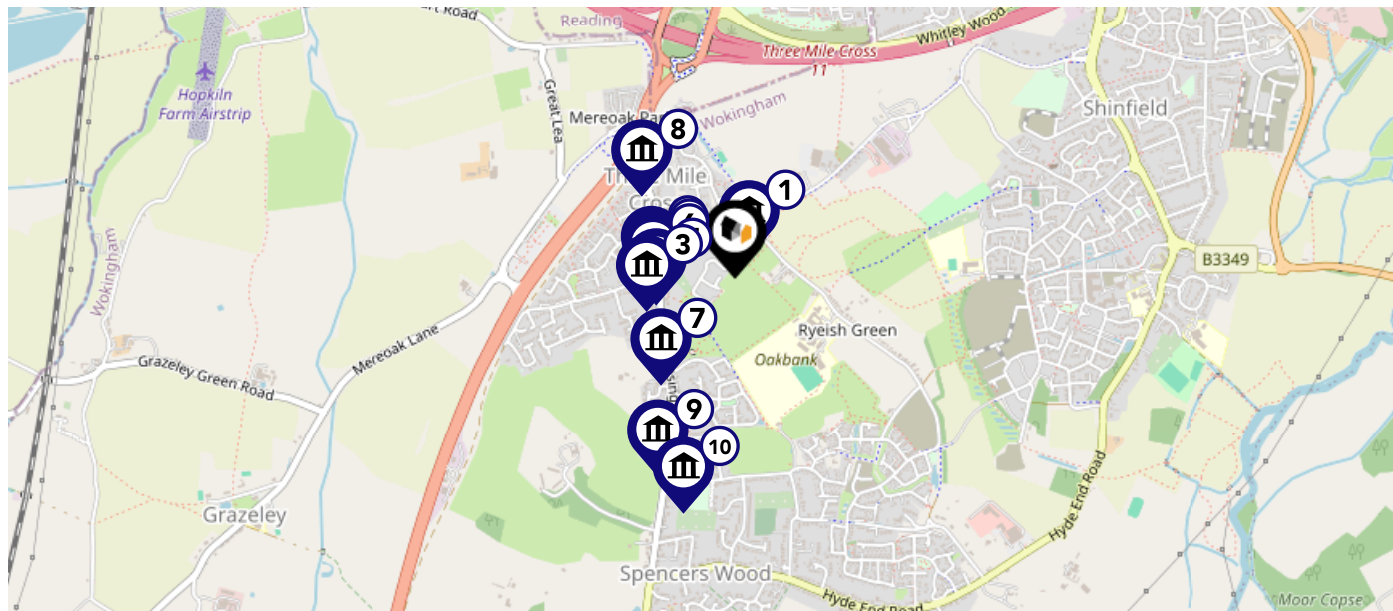 Reading
Whitley Wood
Three Mile Cross
11
Hopkiln
Farm Airstrip
Great Lea
Mereoak
Wokingham
Shinfield
8
1
3
B3349
Wokingham
7
Ryeish Green
Mereoak Lane
Oakbank
Grazeley Green Road
9
10
Grazeley
Hyde End Road
Spencers Wood
Hyde End Road
Moor Copse